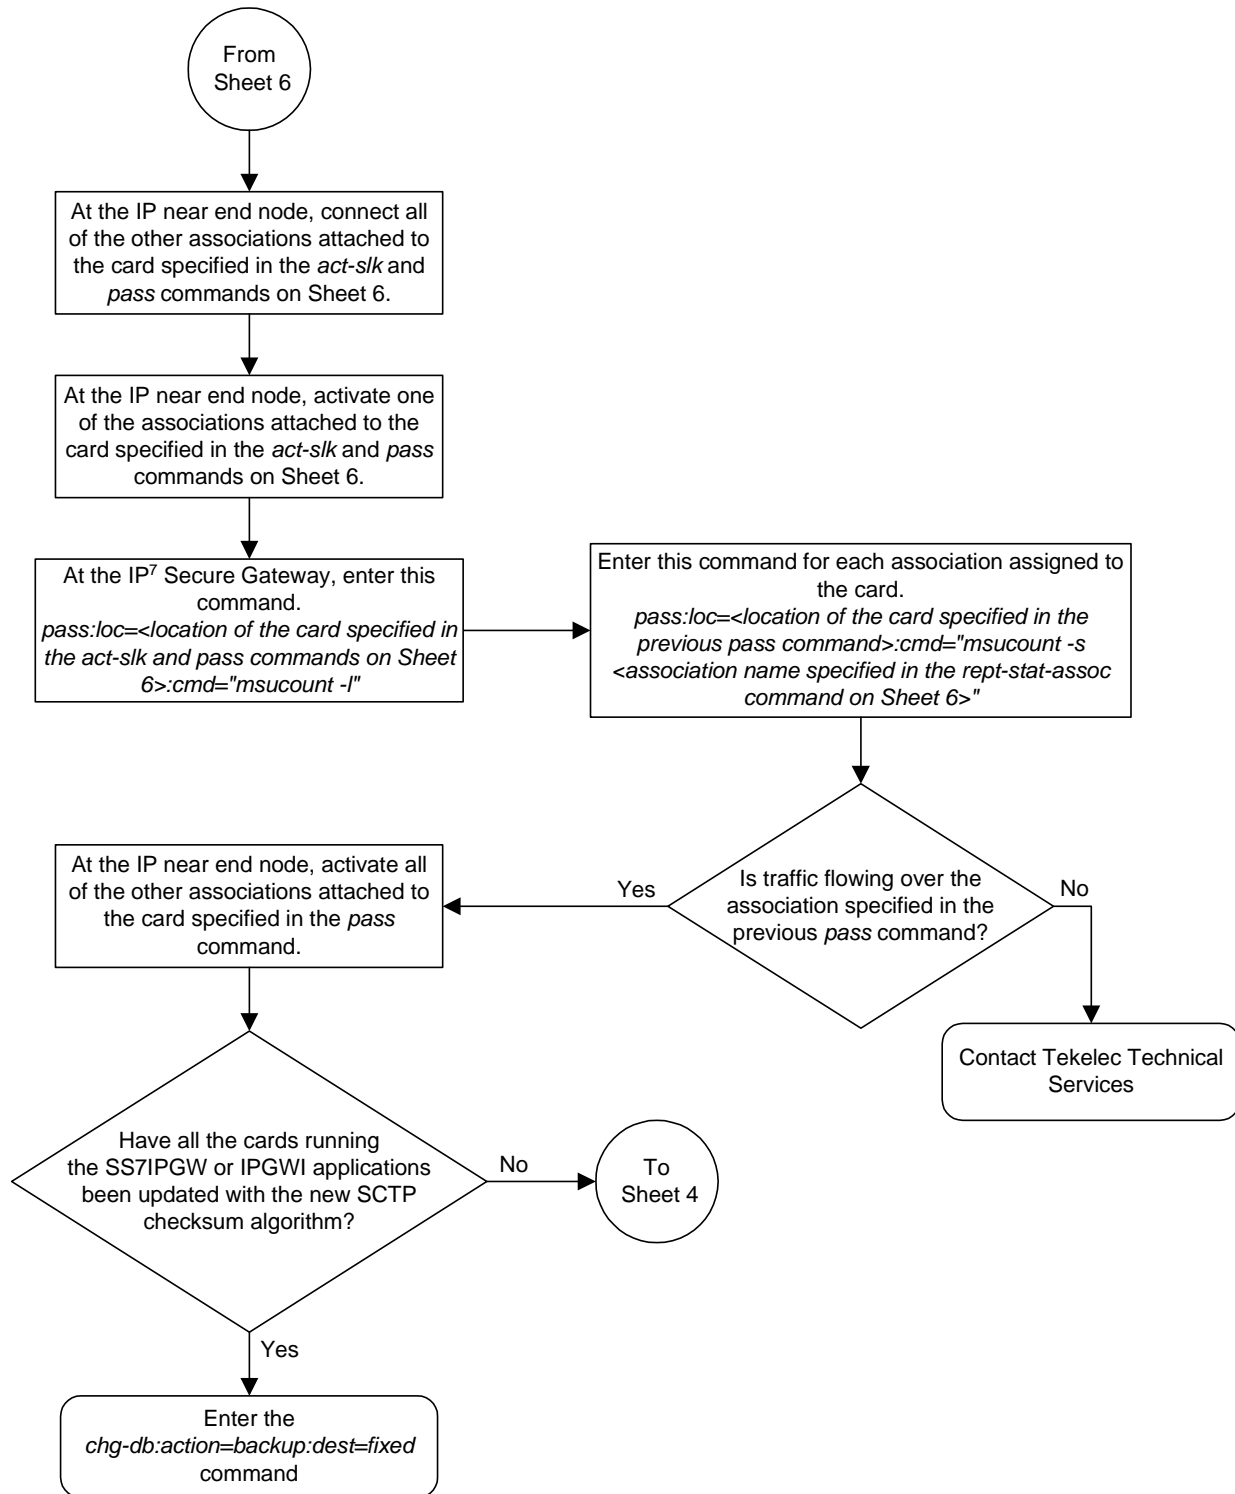 From
Sheet 6
At the IP near end node, connect all
of the other associations attached to
the card specified in the act-slk and
pass commands on Sheet 6.
At the IP near end node, activate one
of the associations attached to the
card specified in the act-slk and pass
commands on Sheet 6.
At the IP⁷ Secure Gateway, enter this
command.
pass:loc=<location of the card specified in
the act-slk and pass commands on Sheet
6>:cmd="msucount -l"
Enter this command for each association assigned to
the card.
pass:loc=<location of the card specified in the
previous pass command>:cmd="msucount -s
<association name specified in the rept-stat-assoc
command on Sheet 6>"
Is traffic flowing over the
association specified in the
previous pass command?
Yes
No
Contact Tekelec Technical
Services
At the IP near end node, activate all
of the other associations attached to
the card specified in the pass
command.
Have all the cards running
the SS7IPGW or IPGWI applications
been updated with the new SCTP
checksum algorithm?
No
To
Sheet 4
Yes
Enter the
chg-db:action=backup:dest=fixed
command